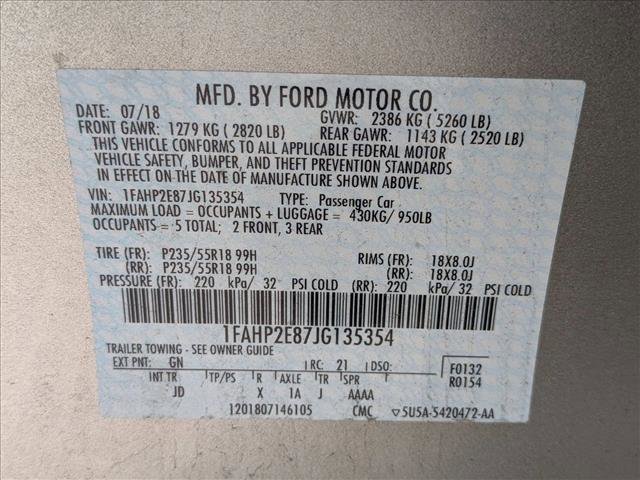 MFD. BY FORD MOTOR CO.
DATE: 07/18 GVWR: 2386 KG ( 5260 LB)
FRONT GAWR: 1279 KG ( 2820 LB) REAR GAWR: 1143 KG ( 2520 LB)
THIS VEHICLE CONFORMS TO ALL APPLICABLE FEDERAL MOTOR
VEHICLE SAFETY, BUMPER, AND THEFT PREVENTION STANDARDS
IN EFFECT ON THE DATE OF MANUFACTURE SHOWN ABOVE.
VIN: 1FAHP2E87JG135354 TYPE: Passenger Car
MAXIMUM LOAD = OCCUPANTS + LUGGAGE = 430KG/ 950LB
OCCUPANTS = 5 TOTAL; 2 FRONT, 3 REAR
TIRE (FR): P235/55R18 99H RIMS (FR): 18X8.0J
(RR): P235/55R18 99H (RR): 18X8.0J
PRESSURE (FR): 220 kPa/ 32 PSI COLD (RR): 220 kPa/ 32 PSI COLD
1FAHP2E87JG135354
TRAILER TOWING - SEE OWNER GUIDE
EXT PNT: GN RC: 21 DSO: F0132
INT TR TP/PS R AXLE TR SPR R0154
JD X 1A J AAAA
1201807146105 CMC ▽5U5A-5420472-AA